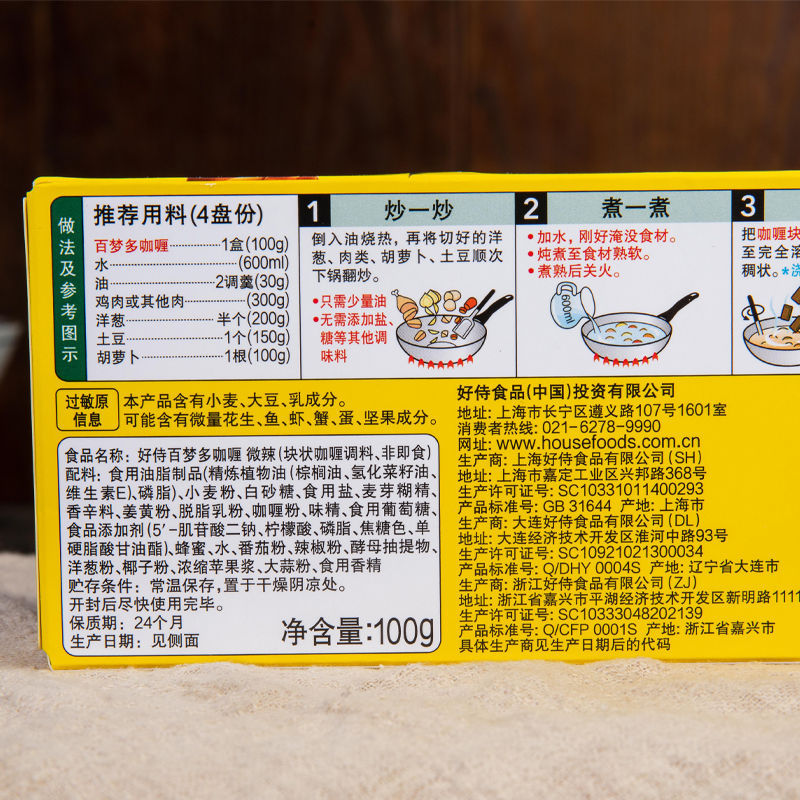 做法及参考图示
推荐用料(4盘份)
百梦多咖喱 1盒(100g)
水 (600ml)
油 2调羹(30g)
鸡肉或其他肉 (300g)
洋葱 半个(200g)
土豆 1个(150g)
胡萝卜 1根(100g)
1 炒一炒
倒入油烧热，再将切好的洋
葱、肉类、胡萝卜、土豆顺次
下锅翻炒。
•只需少量油
•无需添加盐、
糖等其他调
味料
2 煮一煮
•加水，刚好淹没食材。
•炖煮至食材熟软。
•煮熟后关火。
600ml
3
把咖喱块
至完全溶
稠状。*浇
过敏原
信息
本产品含有小麦、大豆、乳成分。
可能含有微量花生、鱼、虾、蟹、蛋、坚果成分。
食品名称：好侍百梦多咖喱 微辣(块状咖喱调料、非即食)
配料：食用油脂制品(精炼植物油(棕榈油、氢化菜籽油、
维生素E)、磷脂)、小麦粉、白砂糖、食用盐、麦芽糊精、
香辛料、姜黄粉、脱脂乳粉、咖喱粉、味精、食用葡萄糖、
食品添加剂(5′-肌苷酸二钠、柠檬酸、磷脂、焦糖色、单
硬脂酸甘油酯)、蜂蜜、水、番茄粉、辣椒粉、酵母抽提物、
洋葱粉、椰子粉、浓缩苹果浆、大蒜粉、食用香精
贮存条件：常温保存，置于干燥阴凉处。
开封后尽快使用完毕。
保质期：24个月
生产日期：见侧面
净含量:100g
好侍食品(中国)投资有限公司
地址：上海市长宁区遵义路107号1601室
消费者热线：021-6278-9990
网址：www.housefoods.com.cn
生产商：上海好侍食品有限公司(SH)
地址：上海市嘉定工业区兴邦路368号
生产许可证号：SC10331011400293
产品标准号：GB 31644 产地：上海市
生产商：大连好侍食品有限公司(DL)
地址：大连经济技术开发区淮河中路93号
生产许可证号：SC10921021300034
产品标准号：Q/DHY 0004S 产地：辽宁省大连市
生产商：浙江好侍食品有限公司(ZJ)
地址：浙江省嘉兴市平湖经济技术开发区新明路1111
生产许可证号：SC10333048202139
产品标准号：Q/CFP 0001S 产地：浙江省嘉兴市
具体生产商见生产日期后的代码